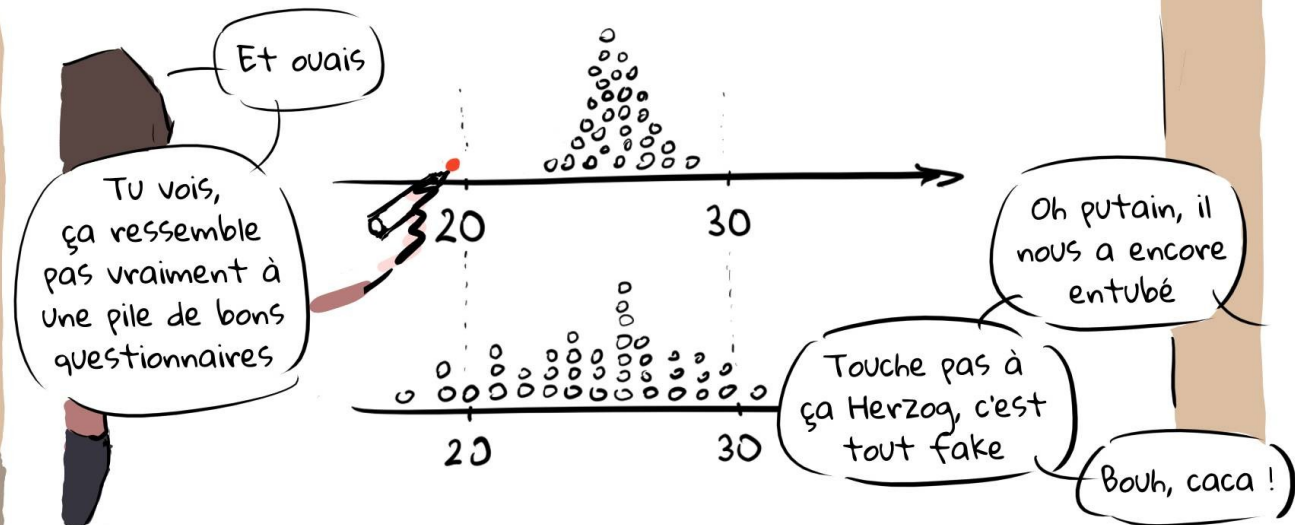 Et ouais
Tu vois,
ça ressemble
pas vraiment à
une pile de bons
questionnaires
20
30
20
30
Oh putain, il
nous a encore
entubé
Touche pas à
ça Herzog, c'est
tout fake
Bouh, caca !